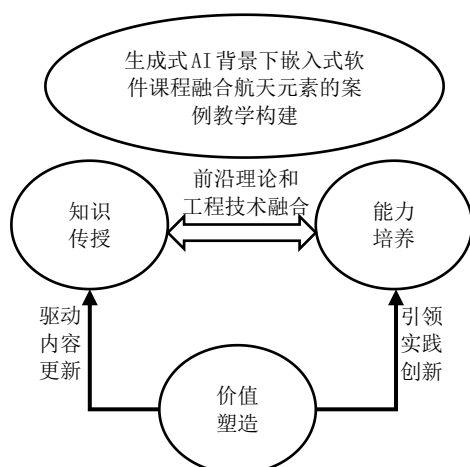 生成式AI背景下嵌入式软
件课程融合航天元素的案
例教学构建
前沿理论和
工程技术融合
知识
传授
能力
培养
驱动
内容
更新
引领
实践
创新
价值
塑造